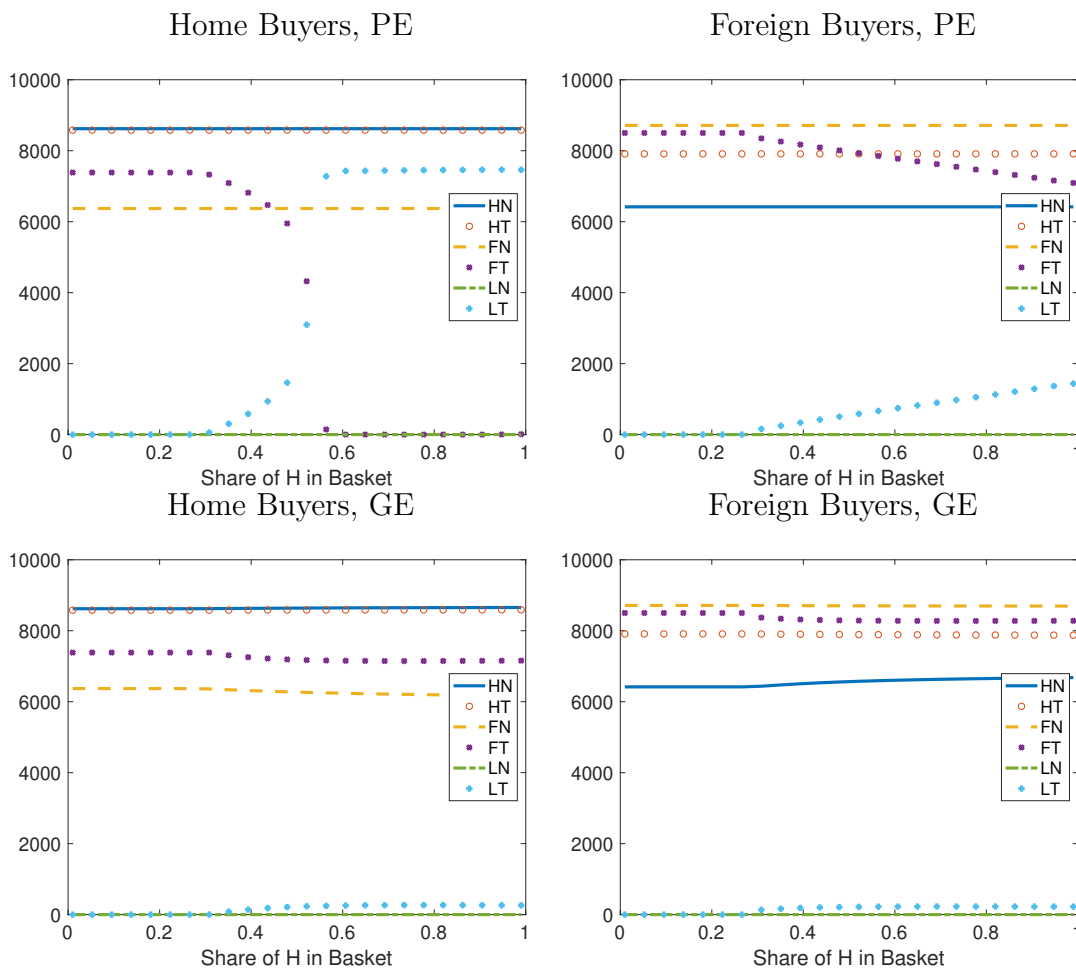 Home Buyers, PE
10000
8000
6000
4000
2000
0
0
0.2
0.4
0.6
0.8
1
Share of H in Basket
HN
HT
FN
FT
LN
LT
Foreign Buyers, PE
10000
8000
6000
4000
2000
0
0
0.2
0.4
0.6
0.8
1
Share of H in Basket
HN
HT
FN
FT
LN
LT
Home Buyers, GE
10000
8000
6000
4000
2000
0
0
0.2
0.4
0.6
0.8
1
Share of H in Basket
HN
HT
FN
FT
LN
LT
Foreign Buyers, GE
10000
8000
6000
4000
2000
0
0
0.2
0.4
0.6
0.8
1
Share of H in Basket
HN
HT
FN
FT
LN
LT